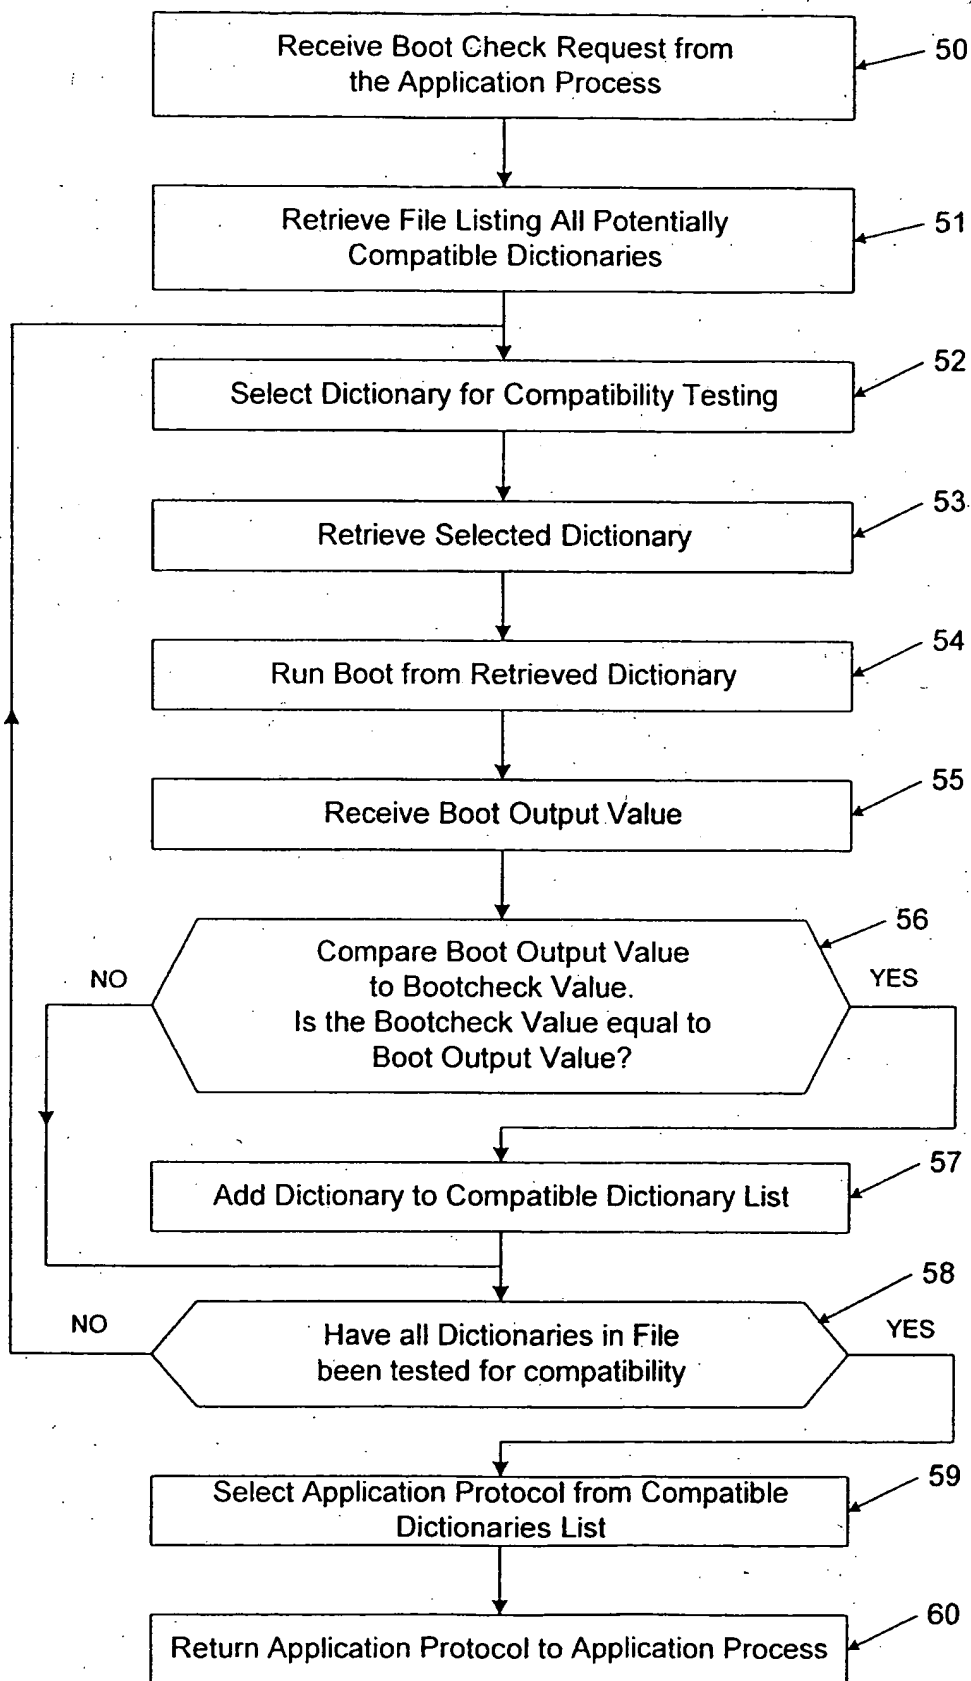 Receive Boot Check Request from
the Application Process
50
Retrieve File Listing All Potentially
Compatible Dictionaries
51
Select Dictionary for Compatibility Testing
52
Retrieve Selected Dictionary
53
Run Boot from Retrieved Dictionary
54
Receive Boot Output Value
55
Compare Boot Output Value
to Bootcheck Value.
Is the Bootcheck Value equal to
Boot Output Value?
56
NO
YES
Add Dictionary to Compatible Dictionary List
57
Have all Dictionaries in File
been tested for compatibility
58
NO
YES
Select Application Protocol from Compatible
Dictionaries List
59
Return Application Protocol to Application Process
60